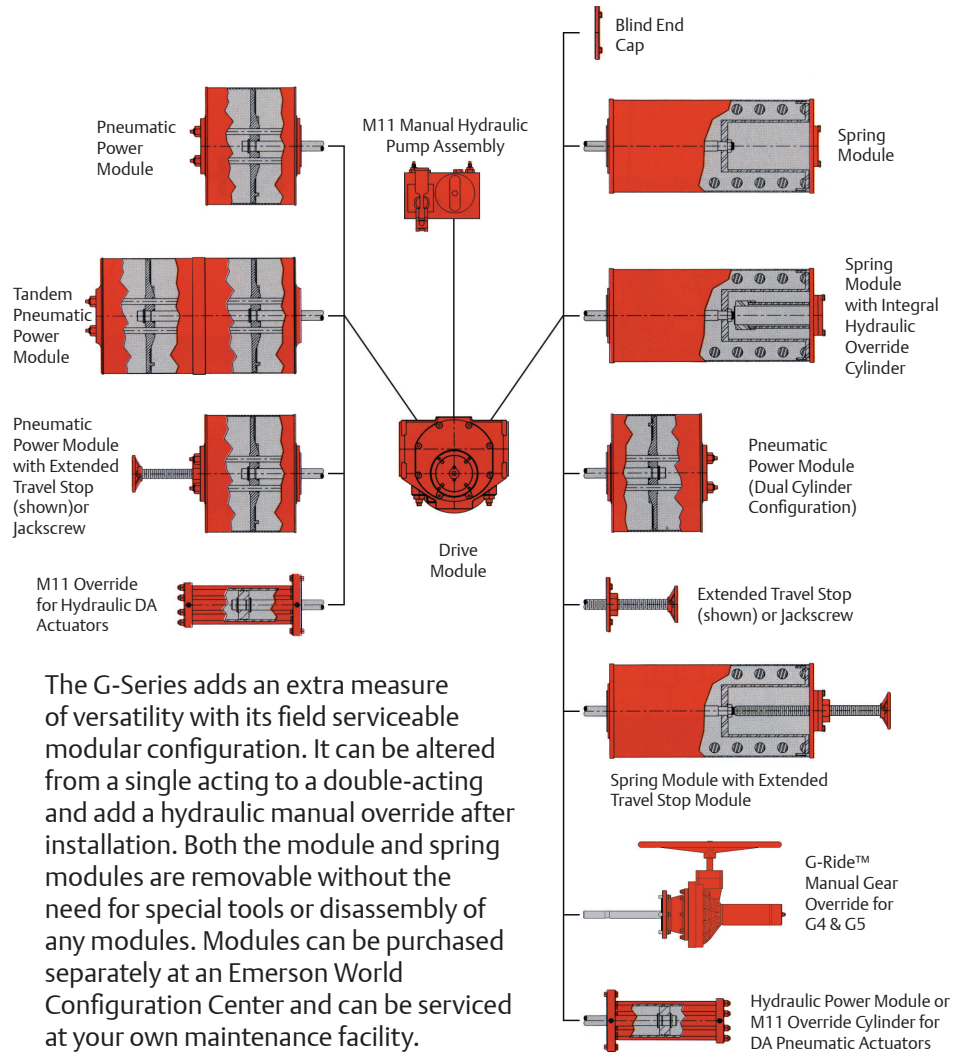 Blind End
Cap
Pneumatic
Power
Module
M11 Manual Hydraulic
Pump Assembly
Spring
Module
Tandem
Pneumatic
Power
Module
Spring
Module
with Integral
Hydraulic
Override
Cylinder
Pneumatic
Power Module
with Extended
Travel Stop
(shown)or
Jackscrew
Drive
Module
Pneumatic
Power Module
(Dual Cylinder
Configuration)
M11 Override
for Hydraulic DA
Actuators
Extended Travel Stop
(shown) or Jackscrew
Spring Module with Extended
Travel Stop Module
G-Ride™
Manual Gear
Override for
G4 & G5
Hydraulic Power Module or
M11 Override Cylinder for
DA Pneumatic Actuators
The G-Series adds an extra measure
of versatility with its field serviceable
modular configuration. It can be altered
from a single acting to a double-acting
and add a hydraulic manual override after
installation. Both the module and spring
modules are removable without the
need for special tools or disassembly of
any modules. Modules can be purchased
separately at an Emerson World
Configuration Center and can be serviced
at your own maintenance facility.